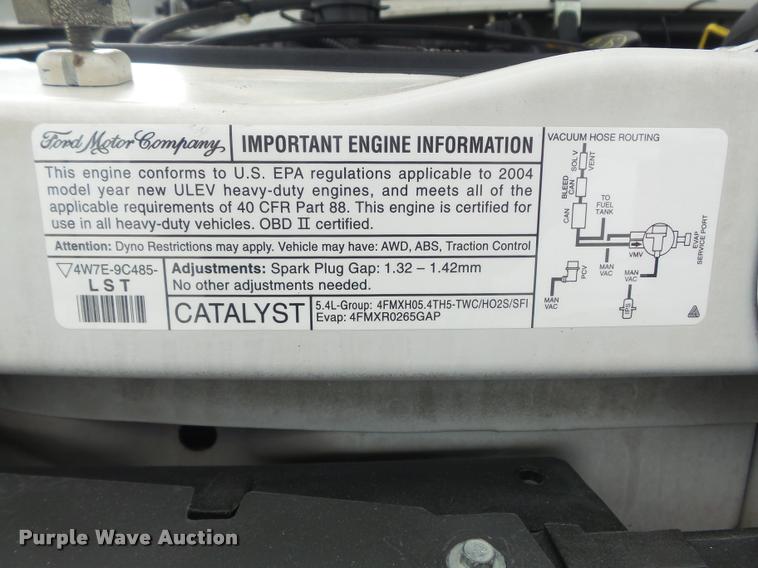 Ford Motor Company
IMPORTANT ENGINE INFORMATION
This engine conforms to U.S. EPA regulations applicable to 2004
model year new ULEV heavy-duty engines, and meets all of the
applicable requirements of 40 CFR Part 88. This engine is certified for
use in all heavy-duty vehicles. OBD II certified.
Attention: Dyno Restrictions may apply. Vehicle may have: AWD, ABS, Traction Control
4W7E-9C485-
LST
Adjustments: Spark Plug Gap: 1.32 – 1.42mm
No other adjustments needed.
CATALYST
5.4L-Group: 4FMXH05.4TH5-TWC/HO2S/SFI
Evap: 4FMXR0265GAP
VACUUM HOSE ROUTING
SOL V
VENT
BLEED
CAN
CAN
TO
FUEL
TANK
EVAP
SERVICE PORT
VMV
MAN
VAC
MAN
VAC
PCV
MAN
VAC
IPS
Purple Wave Auction